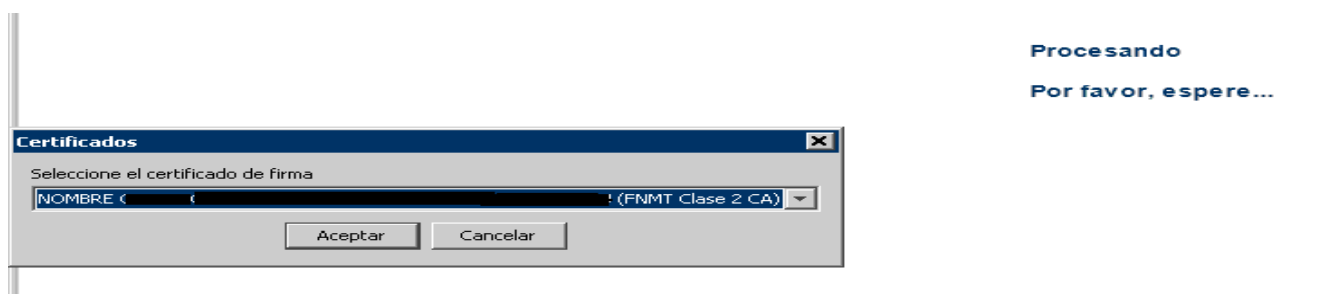 Procesando
Por favor, espere...
Certificados
Seleccione el certificado de firma
NOMBRE (FNMT Clase 2 CA)
Aceptar Cancelar